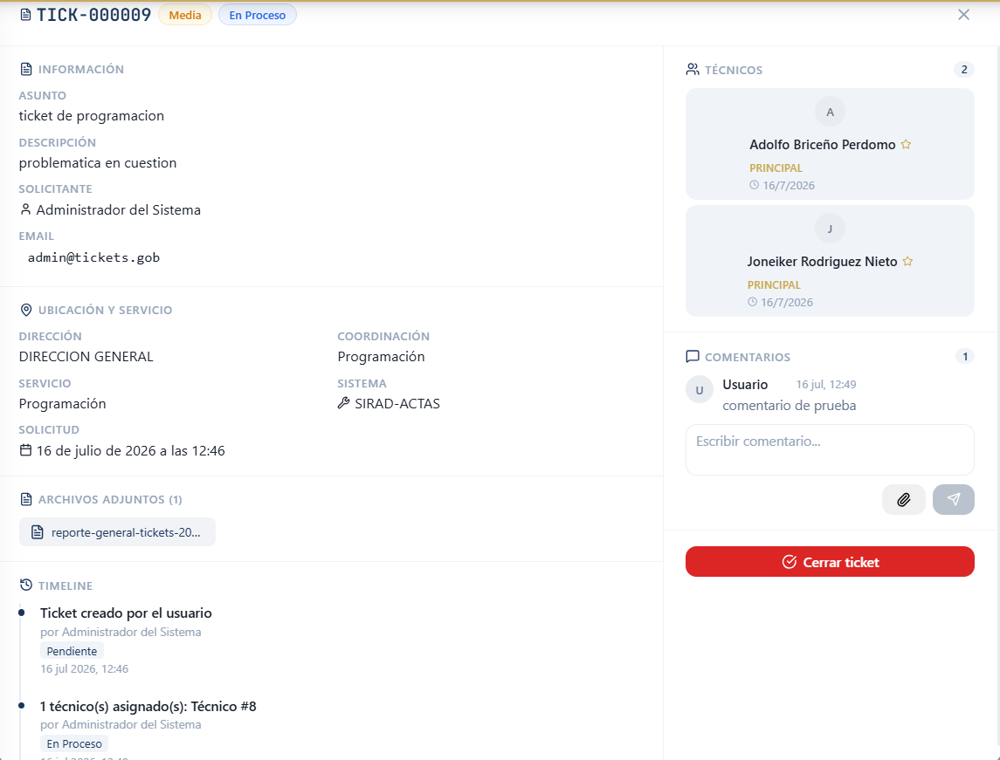 TICK-000009 Media En Proceso
INFORMACIÓN
ASUNTO
ticket de programacion
DESCRIPCIÓN
problematica en cuestion
SOLICITANTE
Administrador del Sistema
EMAIL
admin@tickets.gob
UBICACIÓN Y SERVICIO
DIRECCIÓN
DIRECCION GENERAL
COORDINACIÓN
Programación
SERVICIO
Programación
SISTEMA
SIRAD-ACTAS
SOLICITUD
16 de julio de 2026 a las 12:46
ARCHIVOS ADJUNTOS (1)
reporte-general-tickets-20...
TIMELINE
Ticket creado por el usuario
por Administrador del Sistema
Pendiente
16 jul 2026, 12:46
1 técnico(s) asignado(s): Técnico #8
por Administrador del Sistema
En Proceso
TÉCNICOS 2
A
Adolfo Briceño Perdomo
PRINCIPAL
16/7/2026
J
Joneiker Rodriguez Nieto
PRINCIPAL
16/7/2026
COMENTARIOS 1
U
Usuario 16 jul, 12:49
comentario de prueba
Escribir comentario...
Cerrar ticket